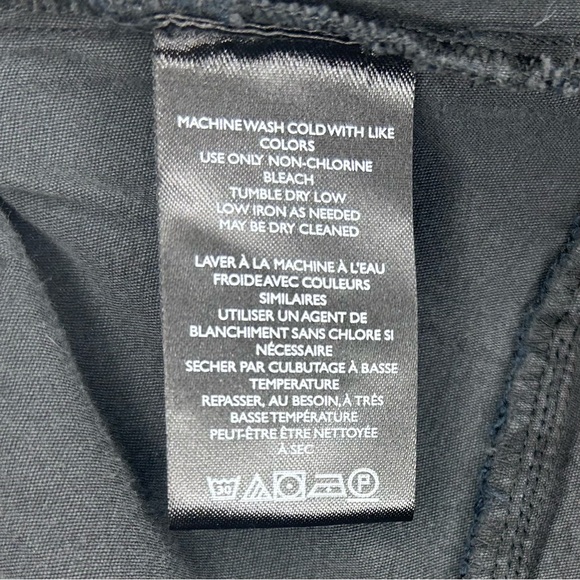 MACHINE WASH COLD WITH LIKE
COLORS
USE ONLY NON-CHLORINE
BLEACH
TUMBLE DRY LOW
LOW IRON AS NEEDED
MAY BE DRY CLEANED
LAVER À LA MACHINE À L'EAU
FROIDE AVEC COULEURS
SIMILAIRES
UTILISER UN AGENT DE
BLANCHIMENT SANS CHLORE SI
NÉCESSAIRE
SECHER PAR CULBUTAGE À BASSE
TEMPERATURE
REPASSER, AU BESOIN, À TRÈS
BASSE TEMPÉRATURE
PEUT-ÊTRE ÊTRE NETTOYÉE
À SEC
30 P